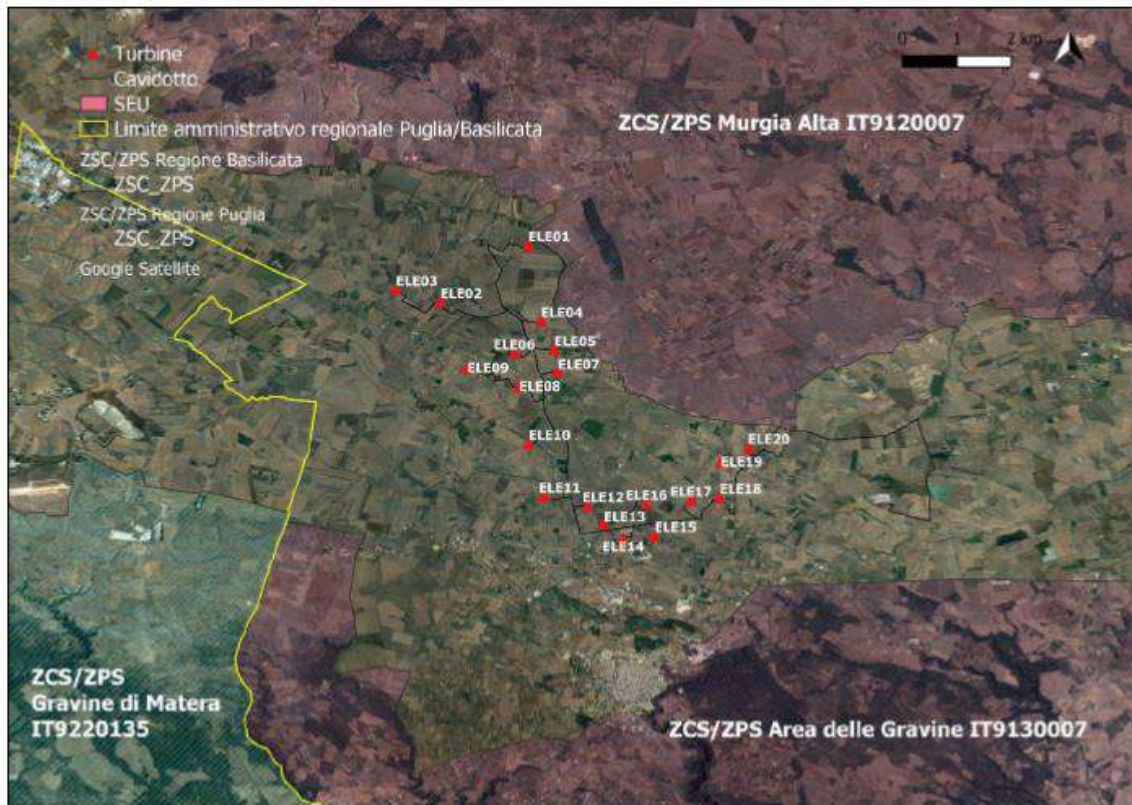 Turbine
Cavidotto
SEU
Limite amministrativo regionale Puglia/Basilicata
ZSC/ZPS Regione Basilicata
ZSC_ZPS
ZSC/ZPS Regione Puglia
ZSC_ZPS
Google Satellite
0 1 2 km
ZCS/ZPS Murgia Alta IT9120007
ELE01
ELE03
ELE02
ELE04
ELE05
ELE06
ELE07
ELE09
ELE08
ELE10
ELE20
ELE19
ELE11
ELE12
ELE16
ELE17
ELE18
ELE13
ELE15
ELE14
ZCS/ZPS
Gravine di Matera
IT9220135
ZCS/ZPS Area delle Gravine IT9130007